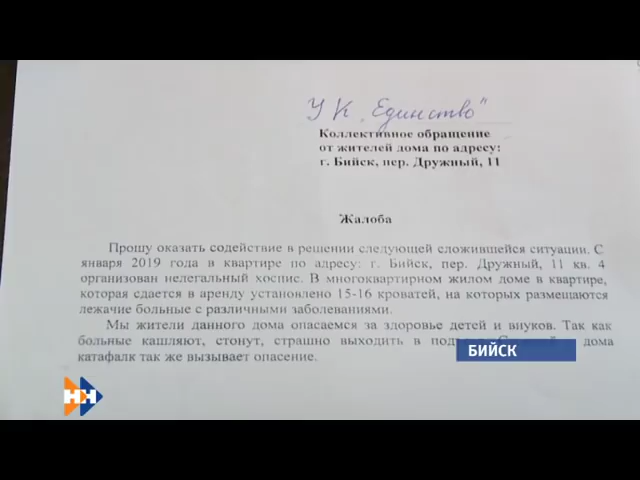 УК „Единство"
Коллективное обращение
от жителей дома по адресу:
г. Бийск, пер. Дружный, 11
Жалоба
Прошу оказать содействие в решении следующей сложившейся ситуации. С
января 2019 года в квартире по адресу: г. Бийск, пер. Дружный, 11 кв. 4
организован нелегальный хоспис. В многоквартирном жилом доме в квартире,
которая сдается в аренду установлено 15-16 кроватей, на которых размещаются
лежачие больные с различными заболеваниями.
Мы жители данного дома опасаемся за здоровье детей и внуков. Так как
больные кашляют, стонут, страшно выходить в дома
катафалк так же вызывает опасение.
БИЙСК
НН